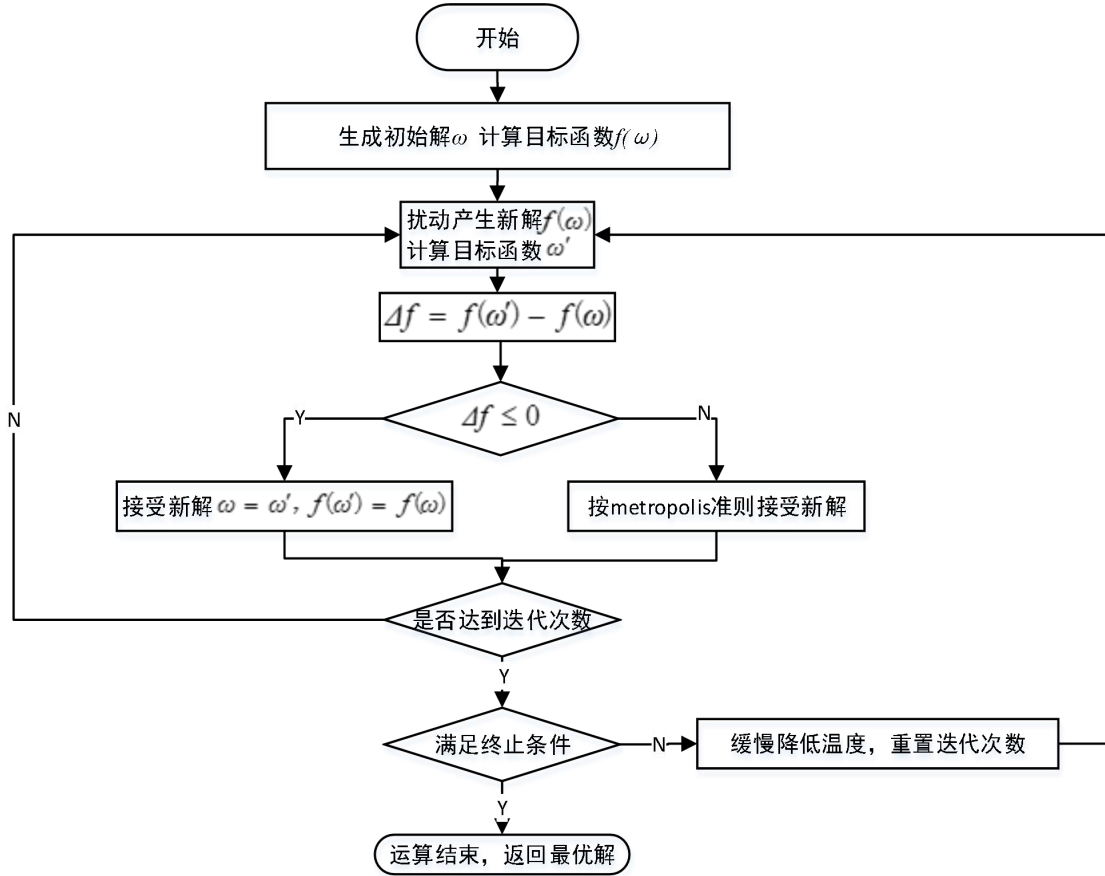 开始
生成初始解ω 计算目标函数f(ω)
扰动产生新解f(ω)
计算目标函数ω′
Δf = f(ω′) − f(ω)
Δf ≤ 0
Y
N
N
接受新解 ω = ω′, f(ω′) = f(ω)
按metropolis准则接受新解
是否达到迭代次数
Y
满足终止条件
N
缓慢降低温度，重置迭代次数
Y
运算结束，返回最优解